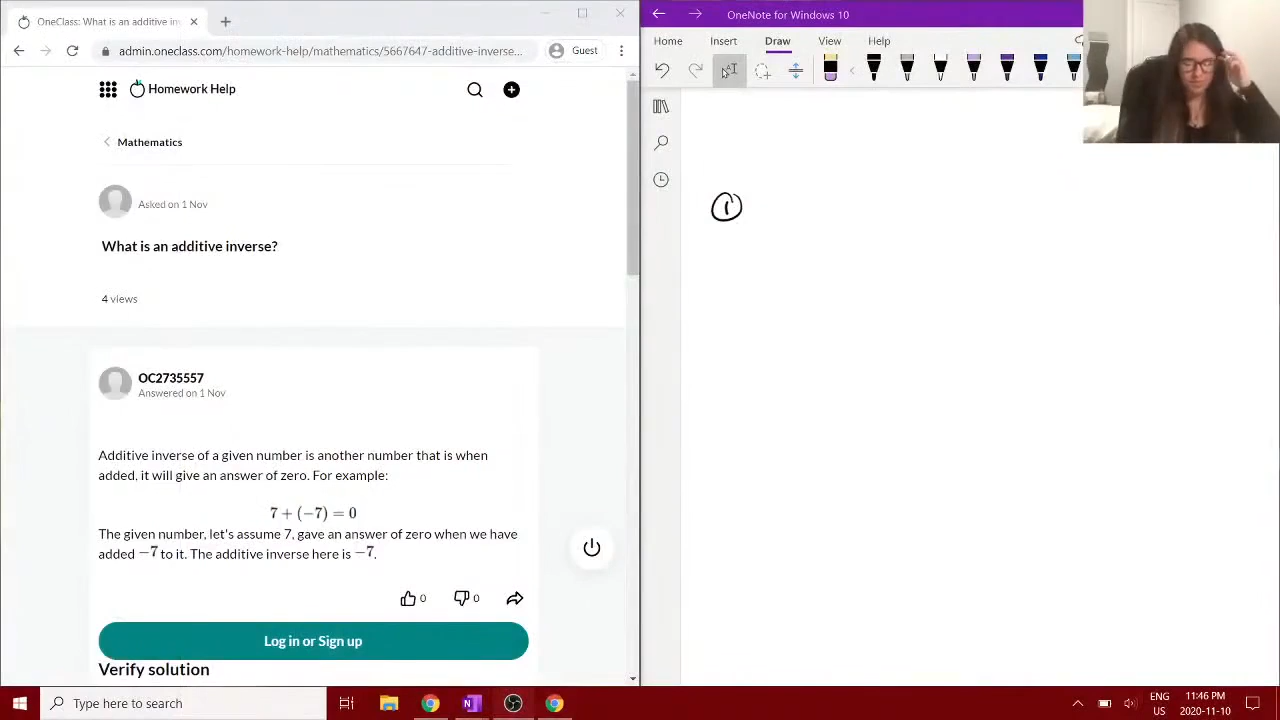 OneClass: What is an additive inv
admin.oneclass.com/homework-help/mathematics/5667647-additive-inverse...
Guest
Homework Help
Mathematics
Asked on 1 Nov
What is an additive inverse?
4 views
OC2735557
Answered on 1 Nov
Additive inverse of a given number is another number that is when
added, it will give an answer of zero. For example:
7 + (−7) = 0
The given number, let's assume 7, gave an answer of zero when we have
added −7 to it. The additive inverse here is −7.
0
0
Log in or Sign up
Verify solution
OneNote for Windows 10
Home Insert Draw View Help
1
Type here to search
ENG
US
11:46 PM
2020-11-10